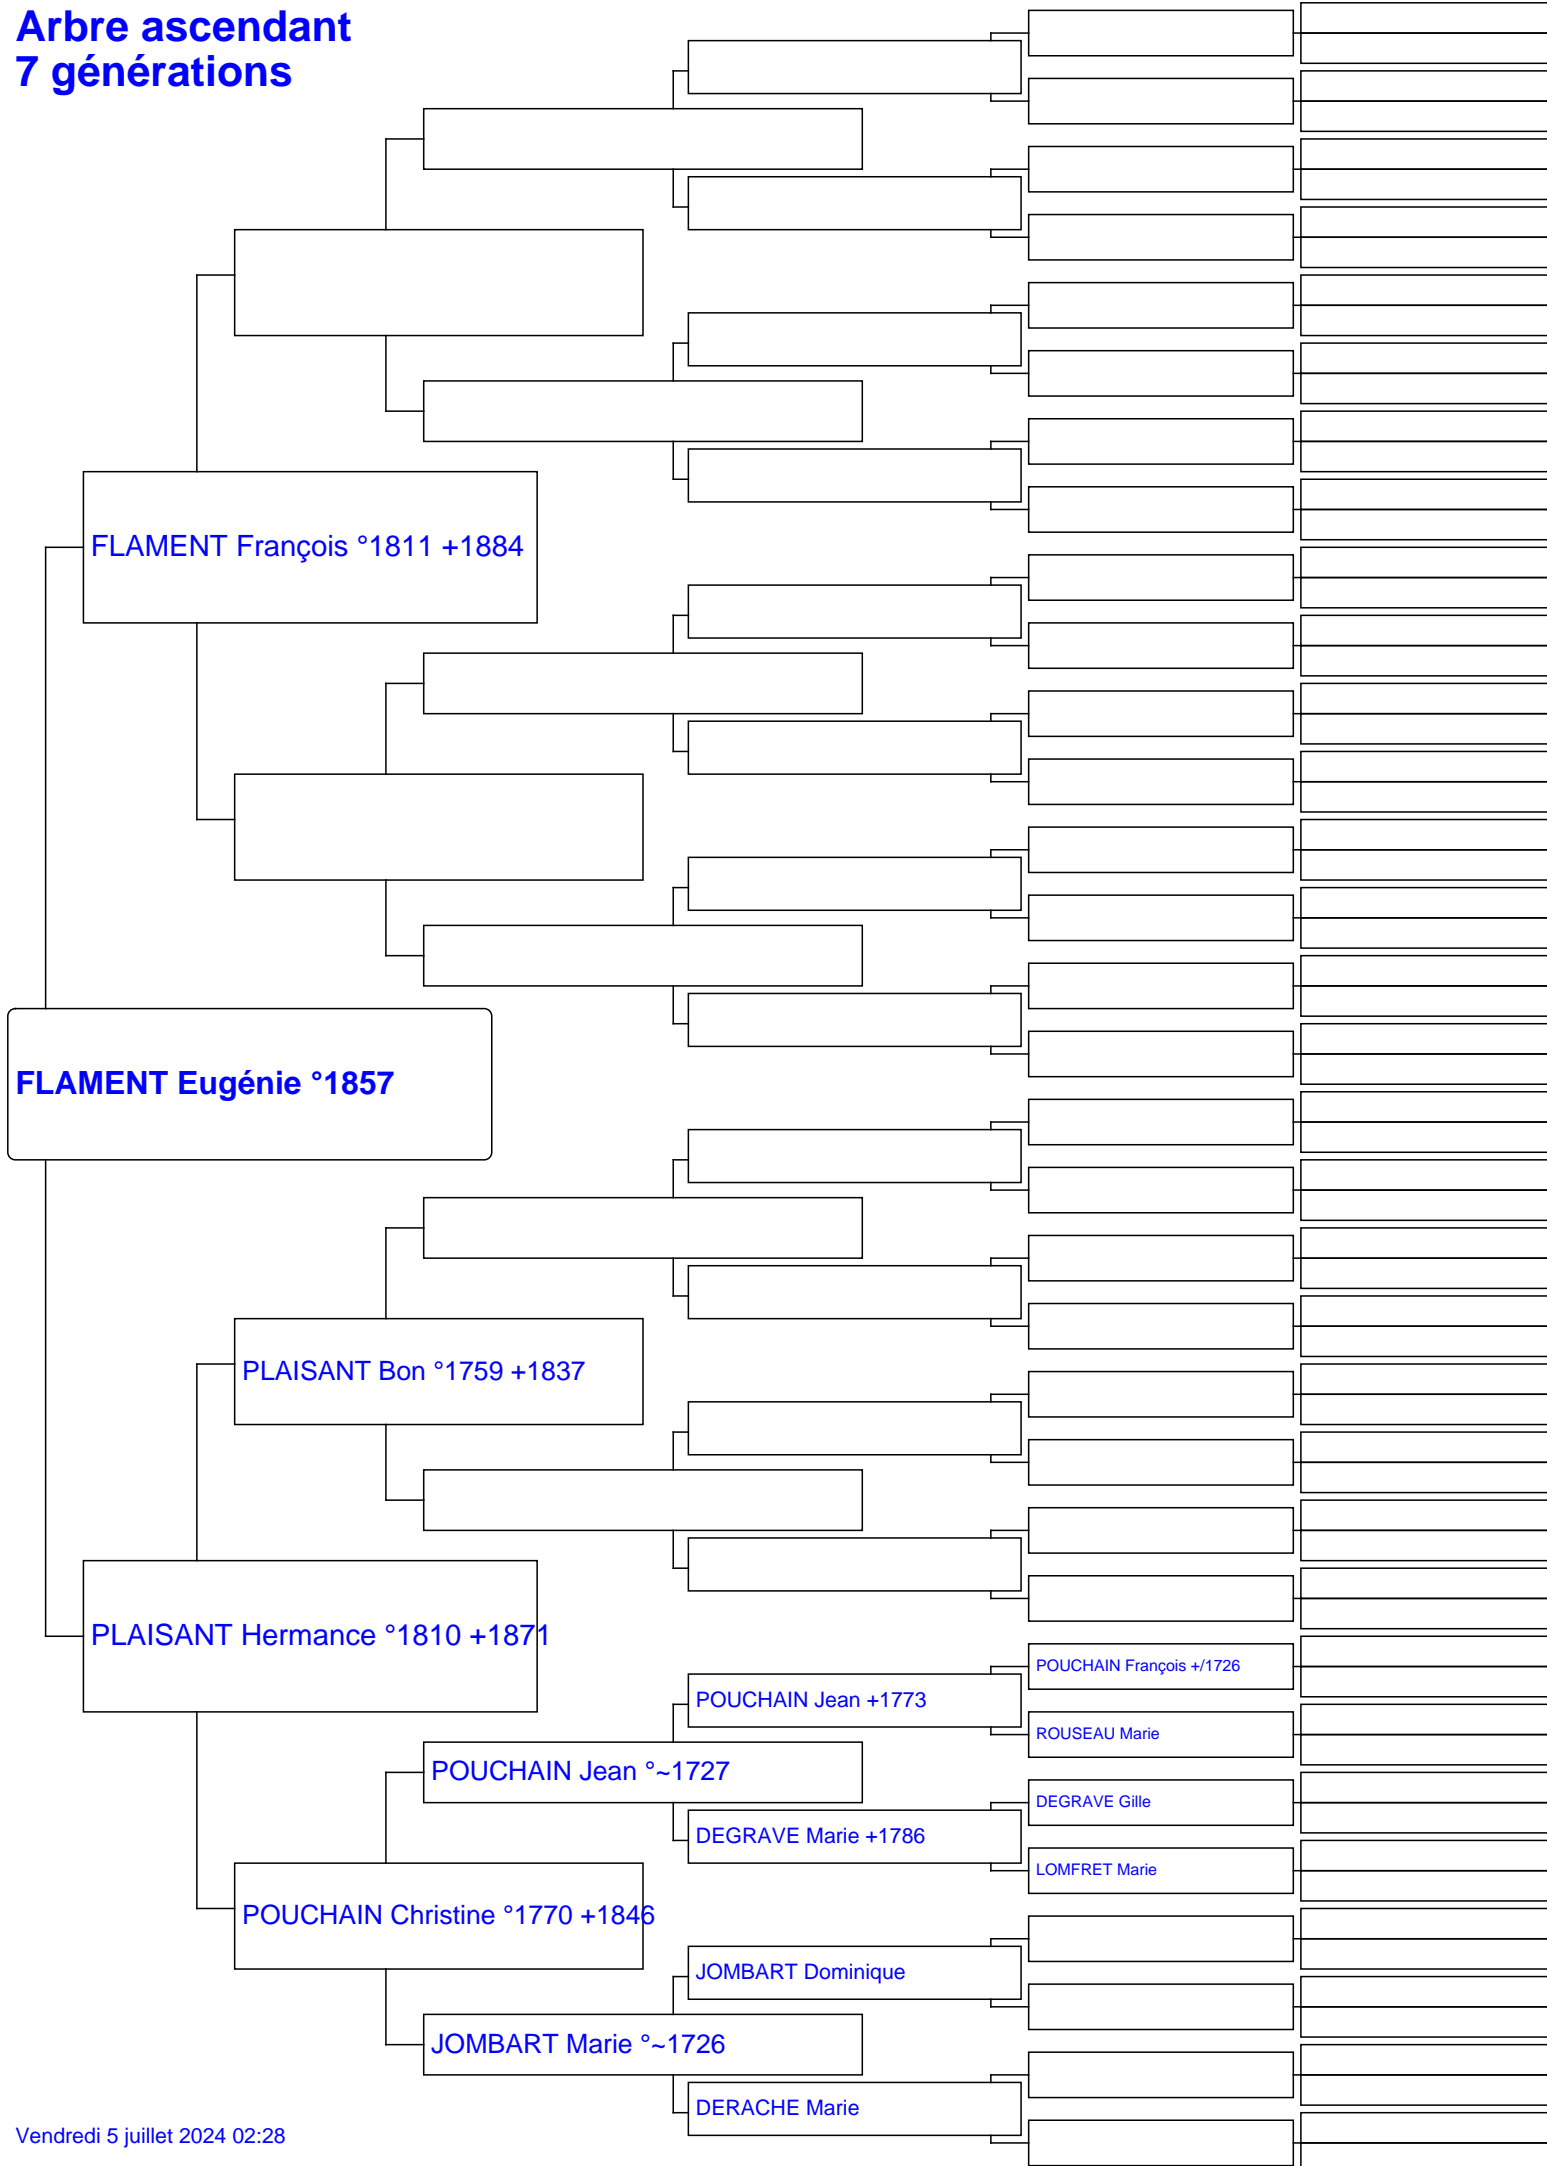 Arbre ascendant
7 générations
FLAMENT François °1811 +1884
FLAMENT Eugénie °1857
PLAISANT Bon °1759 +1837
PLAISANT Hermance °1810 +1871
POUCHAIN François +/1726
POUCHAIN Jean +1773
ROUSEAU Marie
POUCHAIN Jean °~1727
DEGRAVE Gille
DEGRAVE Marie +1786
LOMFRET Marie
POUCHAIN Christine °1770 +1846
JOMBART Dominique
JOMBART Marie °~1726
DERACHE Marie
Vendredi 5 juillet 2024 02:28